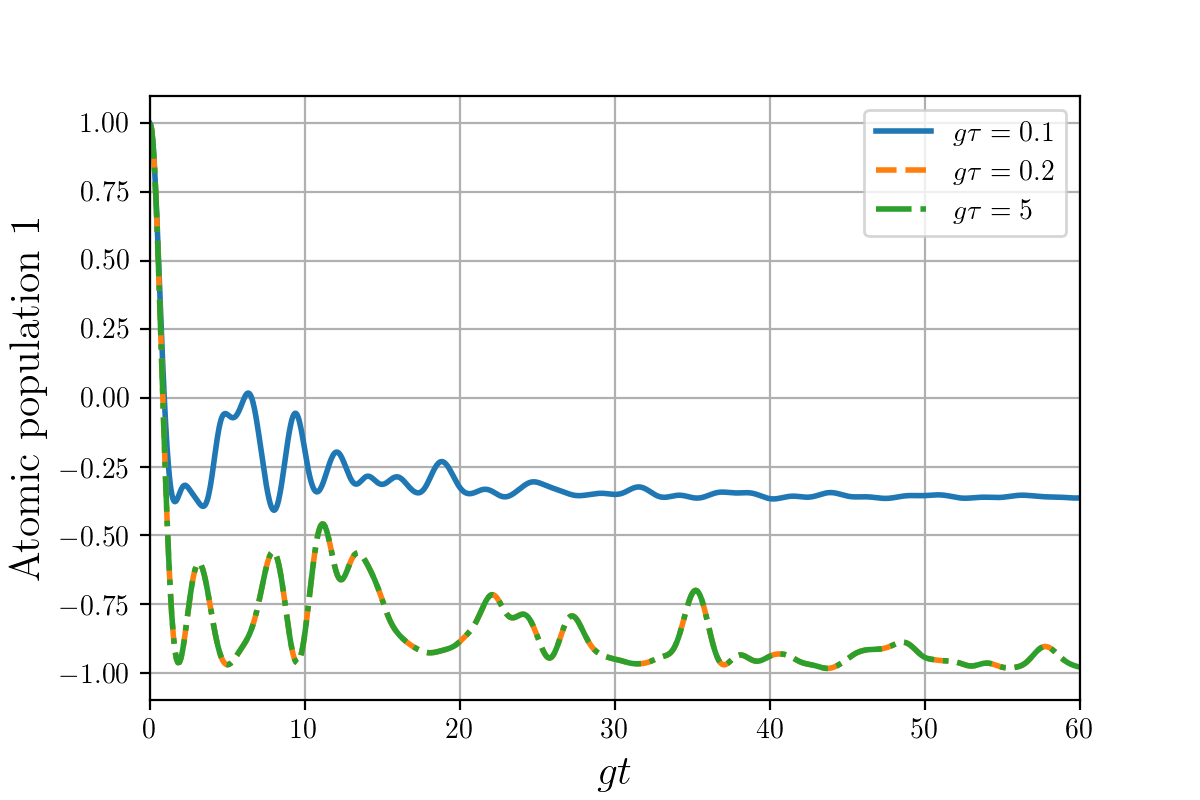 1.00
0.75
0.50
0.25
0.00
−0.25
−0.50
−0.75
−1.00
Atomic population 1
0 10 20 30 40 50 60
gt
gτ = 0.1
gτ = 0.2
gτ = 5